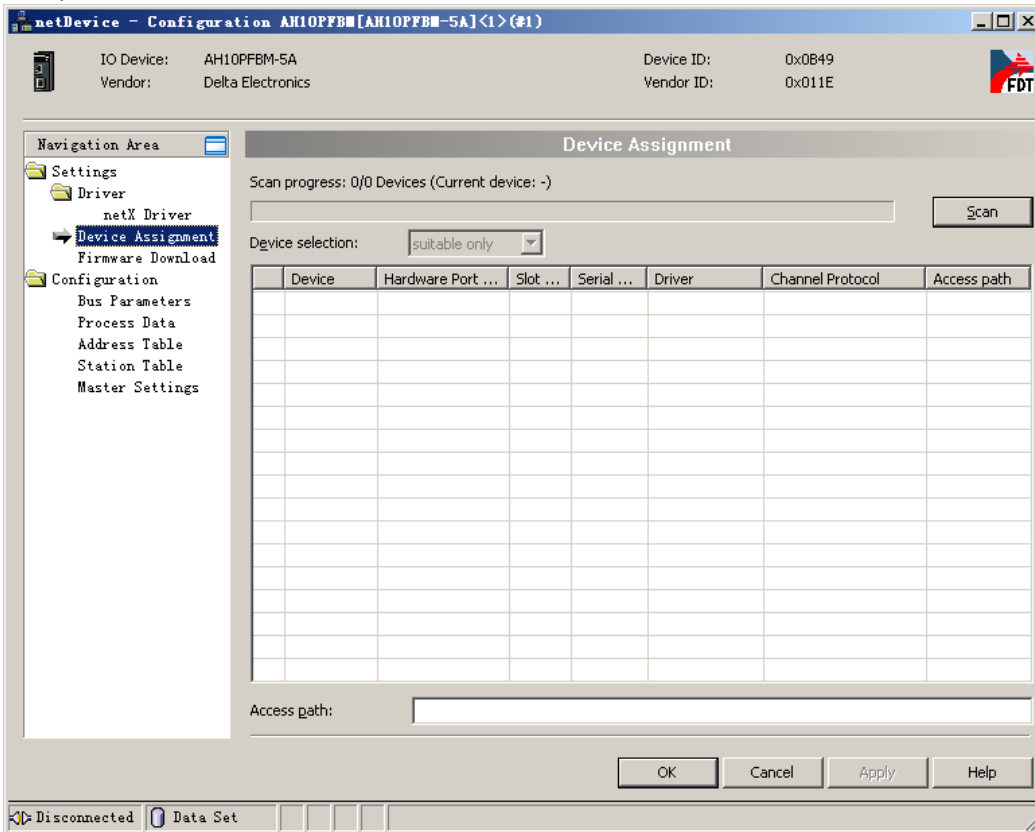 netDevice - Configuration AH10PFBM[AH10PFBM-5A]<1>(#1)
IO Device: AH10PFBM-5A Device ID: 0x0B49
Vendor: Delta Electronics Vendor ID: 0x011E
FDT
Navigation Area
Settings
Driver
netX Driver
Device Assignment
Firmware Download
Configuration
Bus Parameters
Process Data
Address Table
Station Table
Master Settings
Device Assignment
Scan progress: 0/0 Devices (Current device: -)
Scan
Device selection: suitable only
Device Hardware Port ... Slot ... Serial ... Driver Channel Protocol Access path
Access path:
OK Cancel Apply Help
Disconnected Data Set